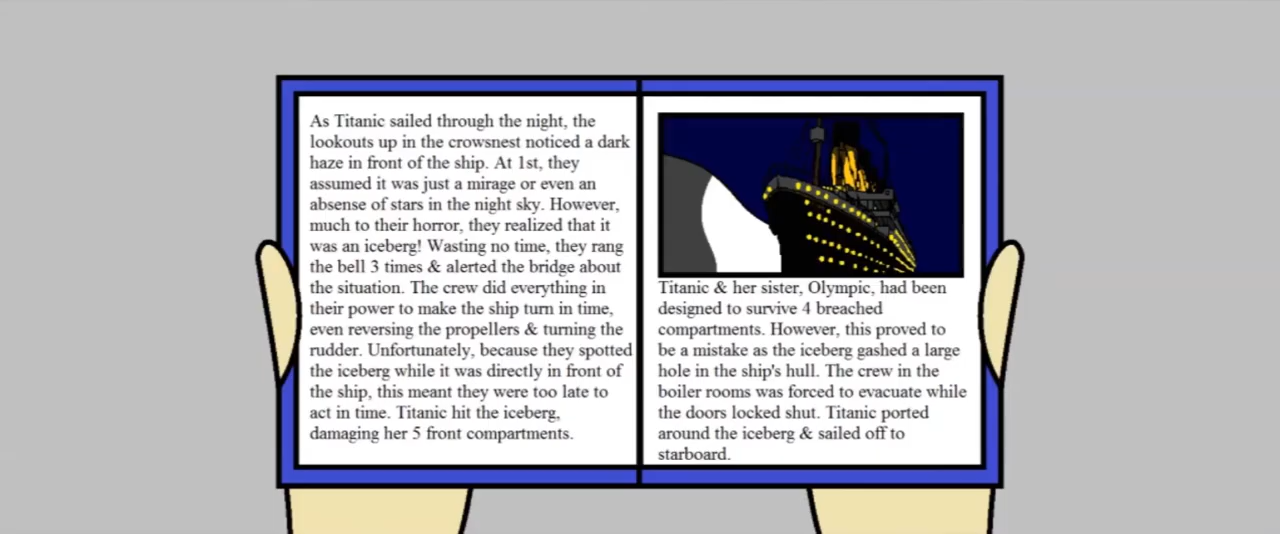 As Titanic sailed through the night, the
lookouts up in the crowsnest noticed a dark
haze in front of the ship. At 1st, they
assumed it was just a mirage or even an
absense of stars in the night sky. However,
much to their horror, they realized that it
was an iceberg! Wasting no time, they rang
the bell 3 times & alerted the bridge about
the situation. The crew did everything in
their power to make the ship turn in time,
even reversing the propellers & turning the
rudder. Unfortunately, because they spotted
the iceberg while it was directly in front of
the ship, this meant they were too late to
act in time. Titanic hit the iceberg,
damaging her 5 front compartments.
Titanic & her sister, Olympic, had been
designed to survive 4 breached
compartments. However, this proved to
be a mistake as the iceberg gashed a large
hole in the ship's hull. The crew in the
boiler rooms was forced to evacuate while
the doors locked shut. Titanic ported
around the iceberg & sailed off to
starboard.